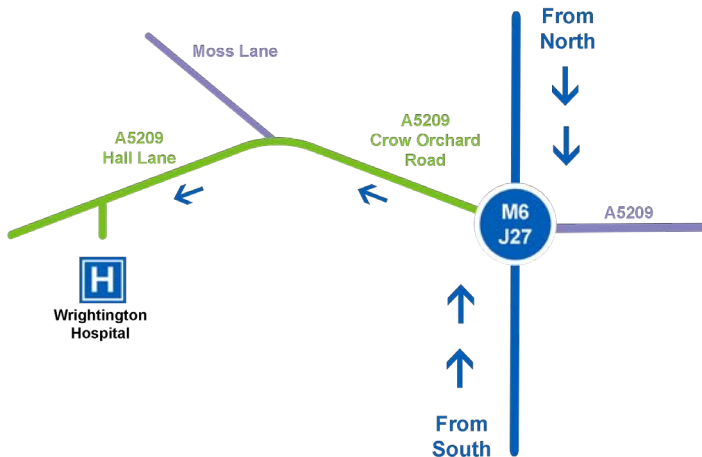 From
North
Moss Lane
A5209
Hall Lane
A5209
Crow Orchard
Road
M6
J27
A5209
H
Wrightington
Hospital
From
South